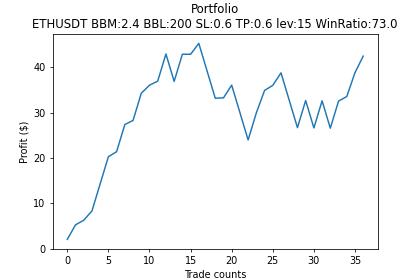 Portfolio
ETHUSDT BBM:2.4 BBL:200 SL:0.6 TP:0.6 lev:15 WinRatio:73.0
40
30
20
10
0
Profit ($)
0 5 10 15 20 25 30 35
Trade counts